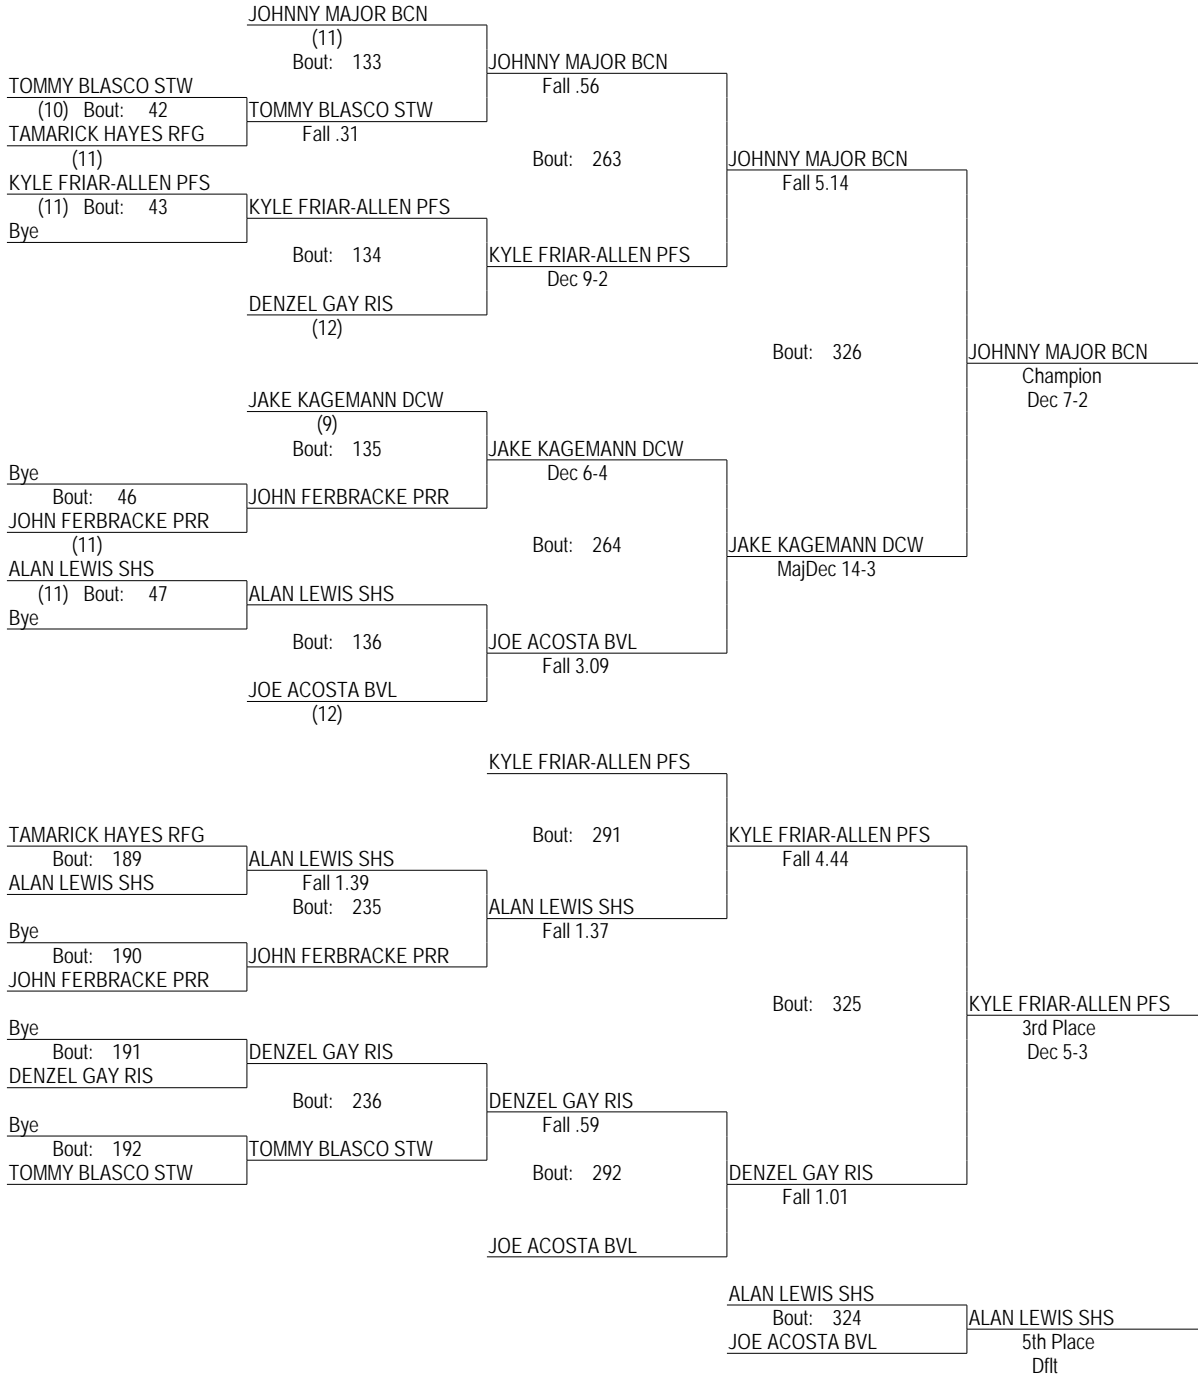 JOHNNY MAJOR BCN
(11)
Bout: 133
JOHNNY MAJOR BCN
Fall .56
TOMMY BLASCO STW
(10) Bout: 42
TOMMY BLASCO STW
Fall .31
TAMARICK HAYES RFG
(11)
Bout: 263
JOHNNY MAJOR BCN
Fall 5.14
KYLE FRIAR-ALLEN PFS
(11) Bout: 43
KYLE FRIAR-ALLEN PFS
Bye
Bout: 134
KYLE FRIAR-ALLEN PFS
Dec 9-2
DENZEL GAY RIS
(12)
Bout: 326
JOHNNY MAJOR BCN
Champion
Dec 7-2
JAKE KAGEMANN DCW
(9)
Bout: 135
JAKE KAGEMANN DCW
Dec 6-4
Bye
Bout: 46
JOHN FERBRACKE PRR
JOHN FERBRACKE PRR
(11)
Bout: 264
JAKE KAGEMANN DCW
MajDec 14-3
ALAN LEWIS SHS
(11) Bout: 47
ALAN LEWIS SHS
Bye
Bout: 136
JOE ACOSTA BVL
Fall 3.09
JOE ACOSTA BVL
(12)
KYLE FRIAR-ALLEN PFS
Bout: 291
KYLE FRIAR-ALLEN PFS
Fall 4.44
TAMARICK HAYES RFG
Bout: 189
ALAN LEWIS SHS
Fall 1.39
ALAN LEWIS SHS
Bout: 235
ALAN LEWIS SHS
Fall 1.37
Bye
Bout: 190
JOHN FERBRACKE PRR
JOHN FERBRACKE PRR
Bout: 325
KYLE FRIAR-ALLEN PFS
3rd Place
Dec 5-3
Bye
Bout: 191
DENZEL GAY RIS
DENZEL GAY RIS
Bout: 236
DENZEL GAY RIS
Fall .59
Bye
Bout: 192
TOMMY BLASCO STW
TOMMY BLASCO STW
Bout: 292
DENZEL GAY RIS
Fall 1.01
JOE ACOSTA BVL
ALAN LEWIS SHS
Bout: 324
ALAN LEWIS SHS
JOE ACOSTA BVL
5th Place
Dflt